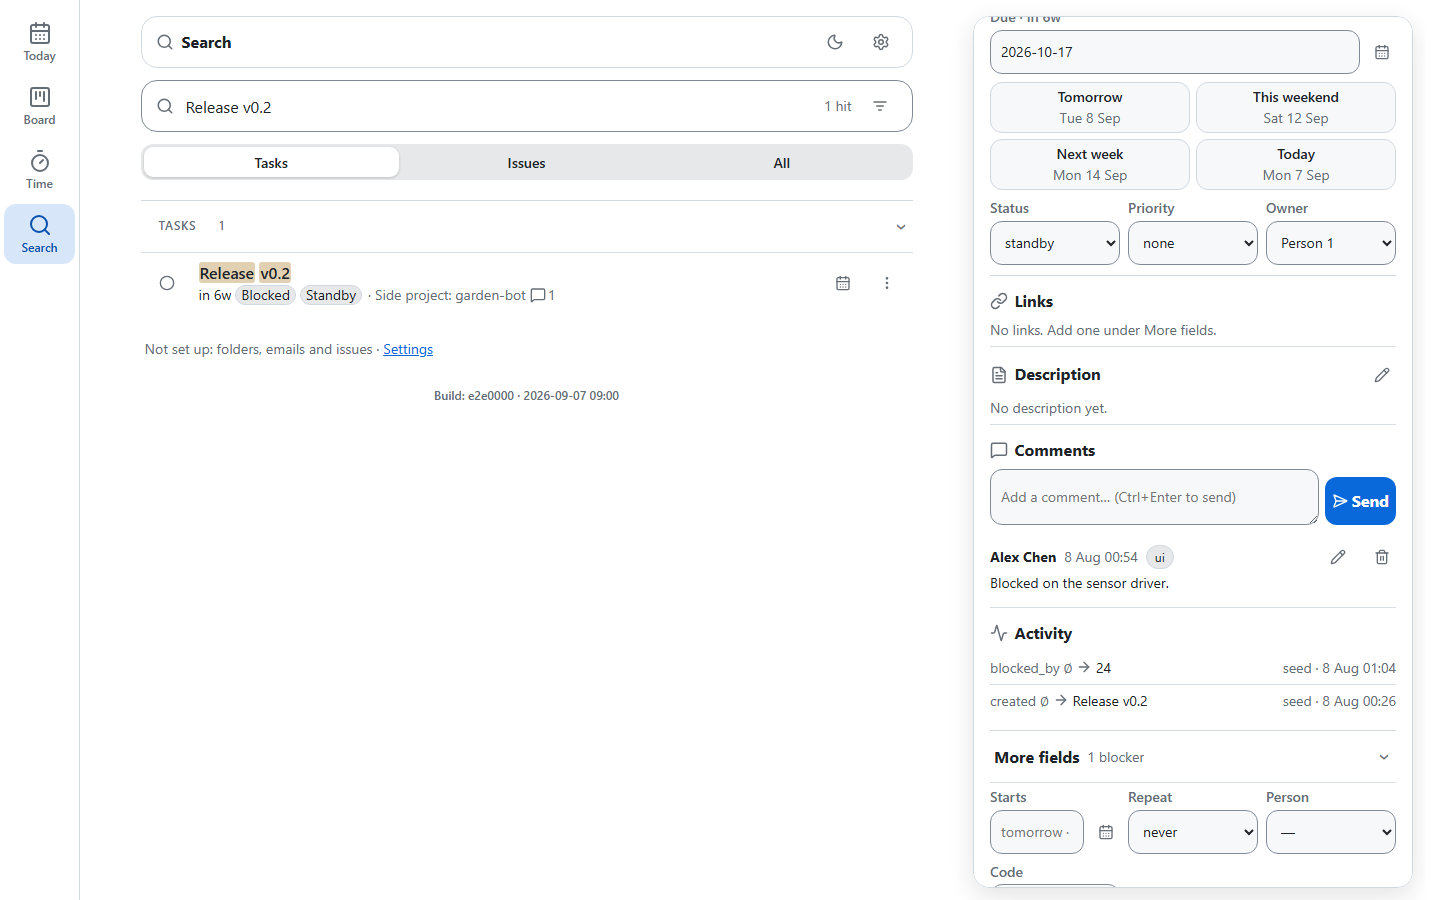 Today
Board
Time
Search
Search
Release v0.2
1 hit
Tasks
Issues
All
TASKS 1
Release v0.2
in 6w Blocked Standby · Side project: garden-bot 1
Not set up: folders, emails and issues · Settings
Build: e2e0000 · 2026-09-07 09:00
Due · in 6w
2026-10-17
Tomorrow
Tue 8 Sep
This weekend
Sat 12 Sep
Next week
Mon 14 Sep
Today
Mon 7 Sep
Status Priority Owner
standby none Person 1
Links
No links. Add one under More fields.
Description
No description yet.
Comments
Add a comment... (Ctrl+Enter to send)
Send
Alex Chen 8 Aug 00:54 ui
Blocked on the sensor driver.
Activity
blocked_by ∅ → 24 seed · 8 Aug 01:04
created ∅ → Release v0.2 seed · 8 Aug 00:26
More fields 1 blocker
Starts Repeat Person
tomorrow · never —
Code